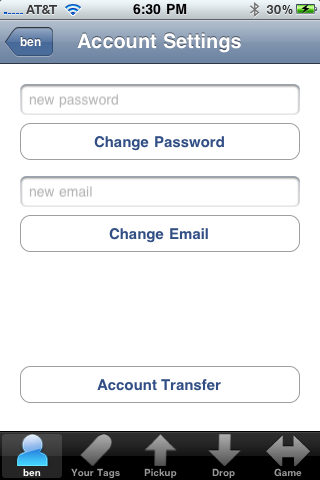 AT&T 6:30 PM 30%
ben Account Settings
new password
Change Password
new email
Change Email
Account Transfer
ben Your Tags Pickup Drop Game